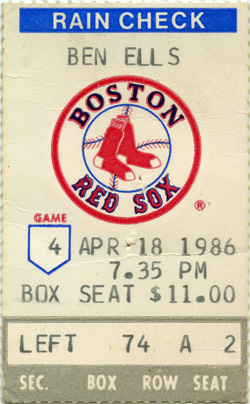 RAIN CHECK
BEN ELLS
BOSTON
RED SOX
®
GAME
4 APR 18 1986
7.35 PM
BOX SEAT $11.00
LEFT 74 A 2
SEC. BOX ROW SEAT